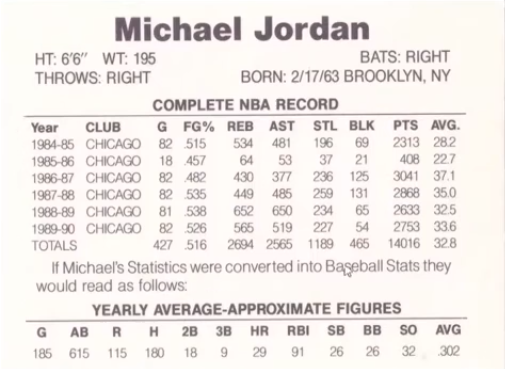 Michael Jordan
HT: 6'6" WT: 195 BATS: RIGHT
THROWS: RIGHT BORN: 2/17/63 BROOKLYN, NY
COMPLETE NBA RECORD
Year CLUB G FG% REB AST STL BLK PTS AVG.
1984-85 CHICAGO 82 .515 534 481 196 69 2313 28.2
1985-86 CHICAGO 18 .457 64 53 37 21 408 22.7
1986-87 CHICAGO 82 .482 430 377 236 125 3041 37.1
1987-88 CHICAGO 82 .535 449 485 259 131 2868 35.0
1988-89 CHICAGO 81 .538 652 650 234 65 2633 32.5
1989-90 CHICAGO 82 .526 565 519 227 54 2753 33.6
TOTALS 427 .516 2694 2565 1189 465 14016 32.8
If Michael's Statistics were converted into Baseball Stats they
would read as follows:
YEARLY AVERAGE-APPROXIMATE FIGURES
G AB R H 2B 3B HR RBI SB BB SO AVG
185 615 115 180 18 9 29 91 26 26 32 .302